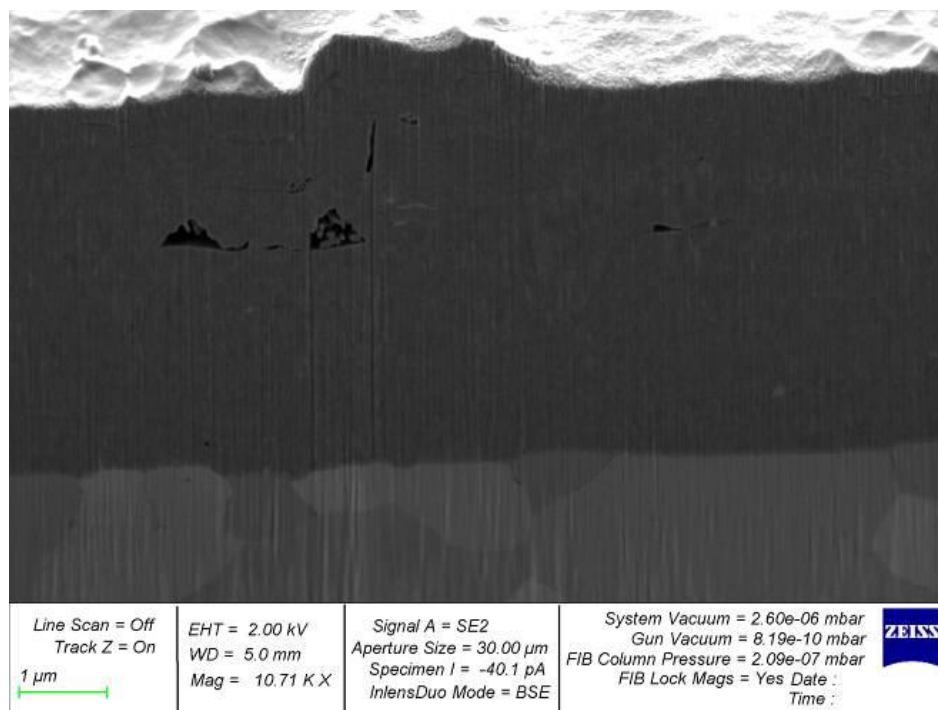 Line Scan = Off
Track Z = On
1 µm
EHT = 2.00 kV
WD = 5.0 mm
Mag = 10.71 K X
Signal A = SE2
Aperture Size = 30.00 µm
Specimen I = -40.1 pA
InlensDuo Mode = BSE
System Vacuum = 2.60e-06 mbar
Gun Vacuum = 8.19e-10 mbar
FIB Column Pressure = 2.09e-07 mbar
FIB Lock Mags = Yes Date :
Time :
ZEISS